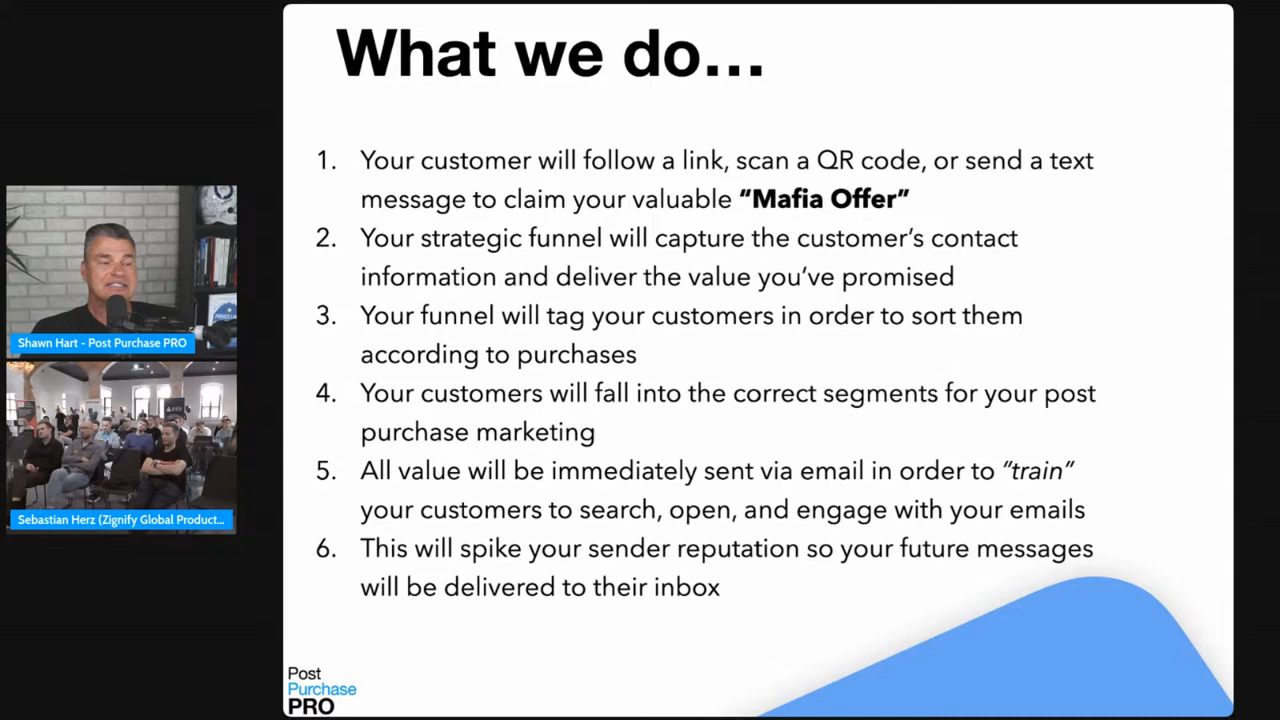 What we do…
1. Your customer will follow a link, scan a QR code, or send a text
message to claim your valuable “Mafia Offer”
2. Your strategic funnel will capture the customer’s contact
information and deliver the value you’ve promised
3. Your funnel will tag your customers in order to sort them
according to purchases
4. Your customers will fall into the correct segments for your post
purchase marketing
5. All value will be immediately sent via email in order to “train”
your customers to search, open, and engage with your emails
6. This will spike your sender reputation so your future messages
will be delivered to their inbox
Post
Purchase
PRO
Shawn Hart - Post Purchase PRO
Sebastian Herz (Zignify Global Product...